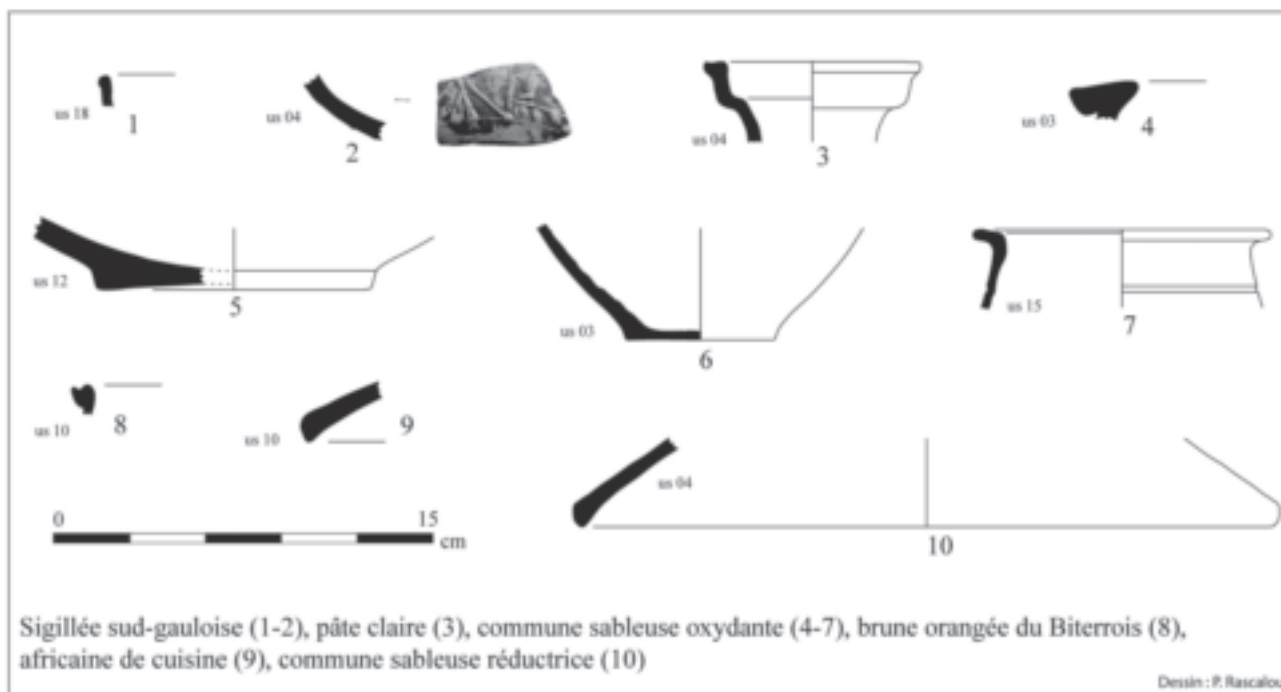 us 18 1
us 04 2
us 04 3
us 03 4
us 12 5
us 03 6
us 15 7
us 10 8
us 10 9
us 04 10
0 15
cm
Sigillée sud-gauloise (1-2), pâte claire (3), commune sableuse oxydante (4-7), brune orangée du Biterrois (8),
africaine de cuisine (9), commune sableuse réductrice (10)
Dessin : P. Rascalou